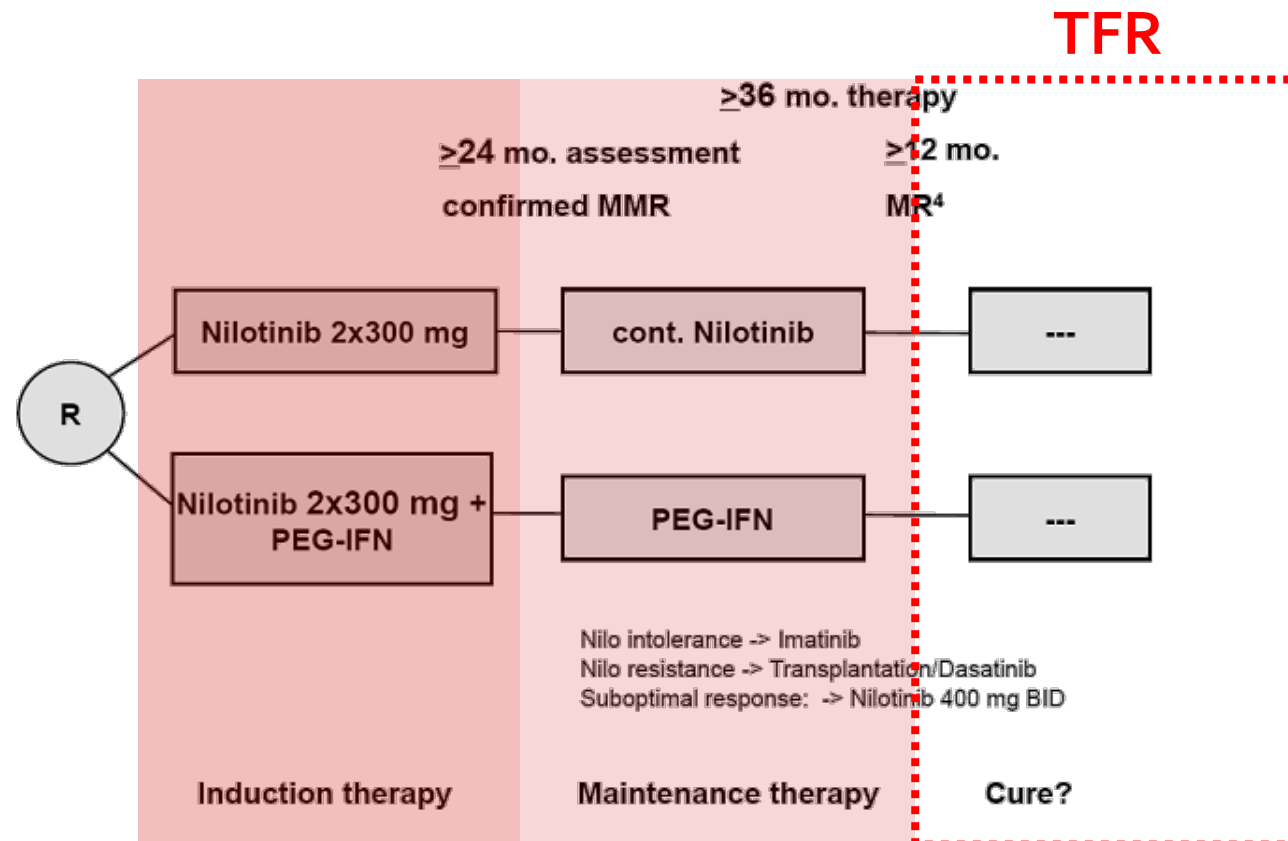 TFR
>36 mo. therapy
>24 mo. assessment
>12 mo.
confirmed MMR
MR⁴
Nilotinib 2x300 mg
cont. Nilotinib
---
R
Nilotinib 2x300 mg +
PEG-IFN
PEG-IFN
---
Nilo intolerance -> Imatinib
Nilo resistance -> Transplantation/Dasatinib
Suboptimal response:  -> Nilotinib 400 mg BID
Induction therapy
Maintenance therapy
Cure?